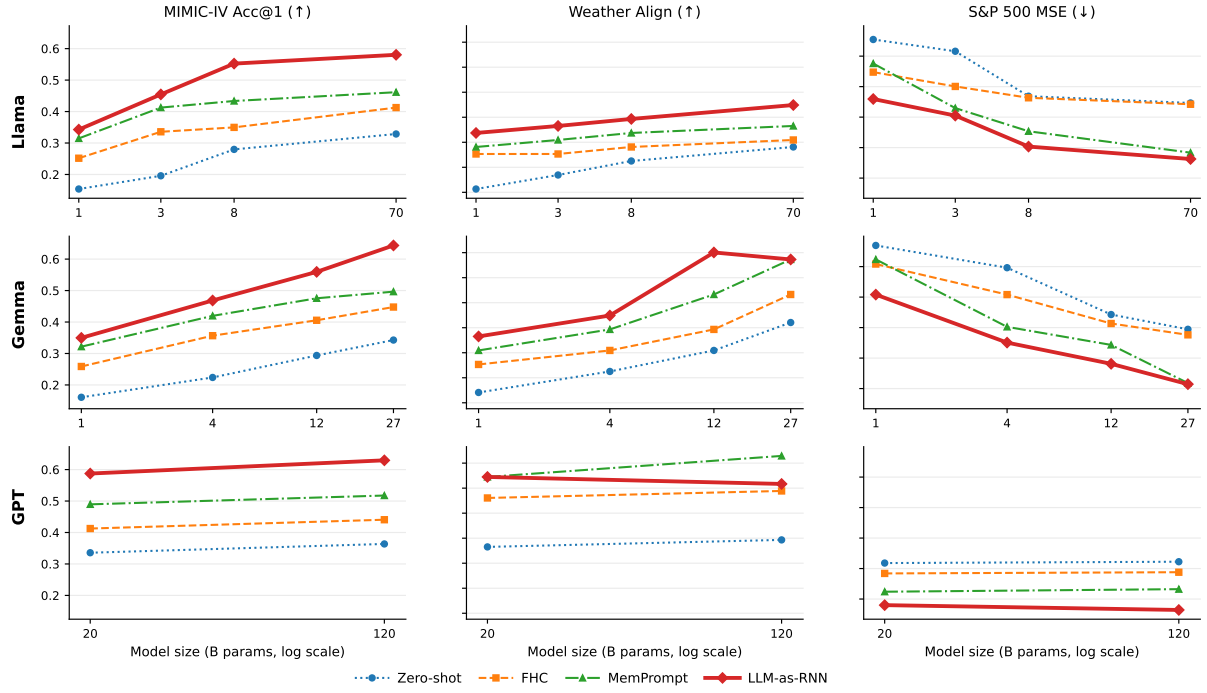 MIMIC-IV Acc@1 (↑)
Weather Align (↑)
S&P 500 MSE (↓)
Llama
0.6
0.5
0.4
0.3
0.2
1 3 8 70
1 3 8 70
1 3 8 70
Gemma
0.6
0.5
0.4
0.3
0.2
1 4 12 27
1 4 12 27
1 4 12 27
GPT
0.6
0.5
0.4
0.3
0.2
20 120
20 120
20 120
Model size (B params, log scale)
Model size (B params, log scale)
Model size (B params, log scale)
Zero-shot FHC MemPrompt LLM-as-RNN